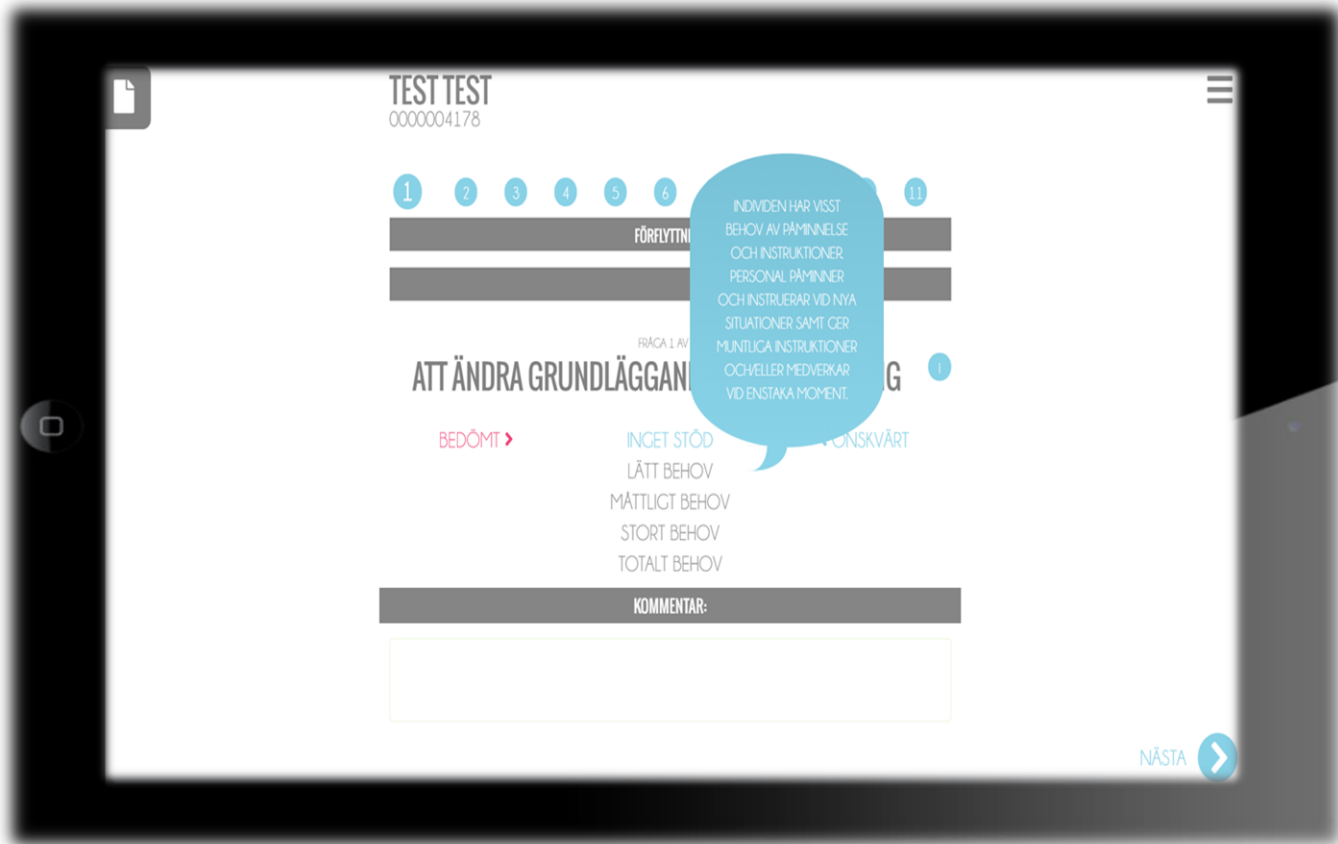 TEST TEST
0000004178
1 2 3 4 5 6 11
FÖRFLYTTNI
INDIVIDEN HAR VISST
BEHOV AV PÅMINNELSE
OCH INSTRUKTIONER.
PERSONAL PÅMINNER
OCH INSTRUERAR VID NYA
SITUATIONER SAMT GER
MUNTLIGA INSTRUKTIONER
OCH/ELLER MEDVERKAR
VID ENSTAKA MOMENT.
FRÅGA 1 AV
ATT ÄNDRA GRUNDLÄGGAN G
i
BEDÖMT > INGET STÖD ÖNSKVÄRT
LÄTT BEHOV
MÅTTLIGT BEHOV
STORT BEHOV
TOTALT BEHOV
KOMMENTAR:
NÄSTA